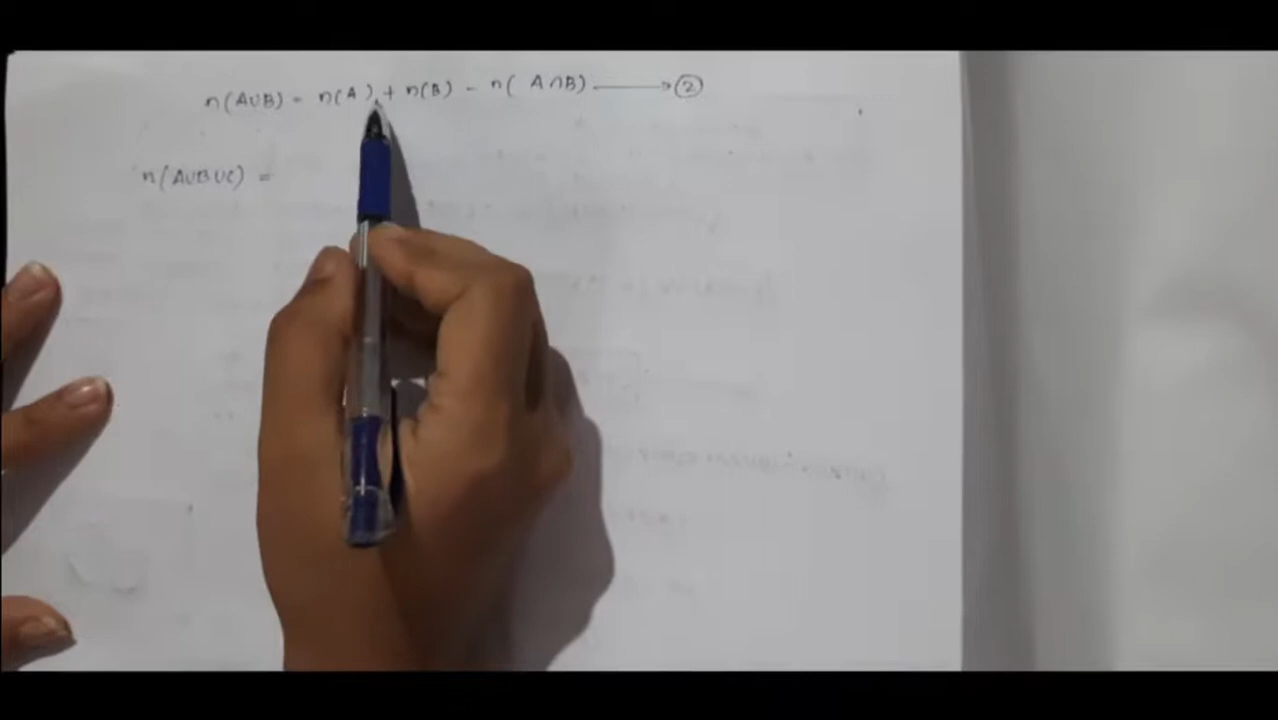 n(A∪B) = n(A) + n(B) - n( A∩B) ⟶ ②
n(A∪B∪C) =